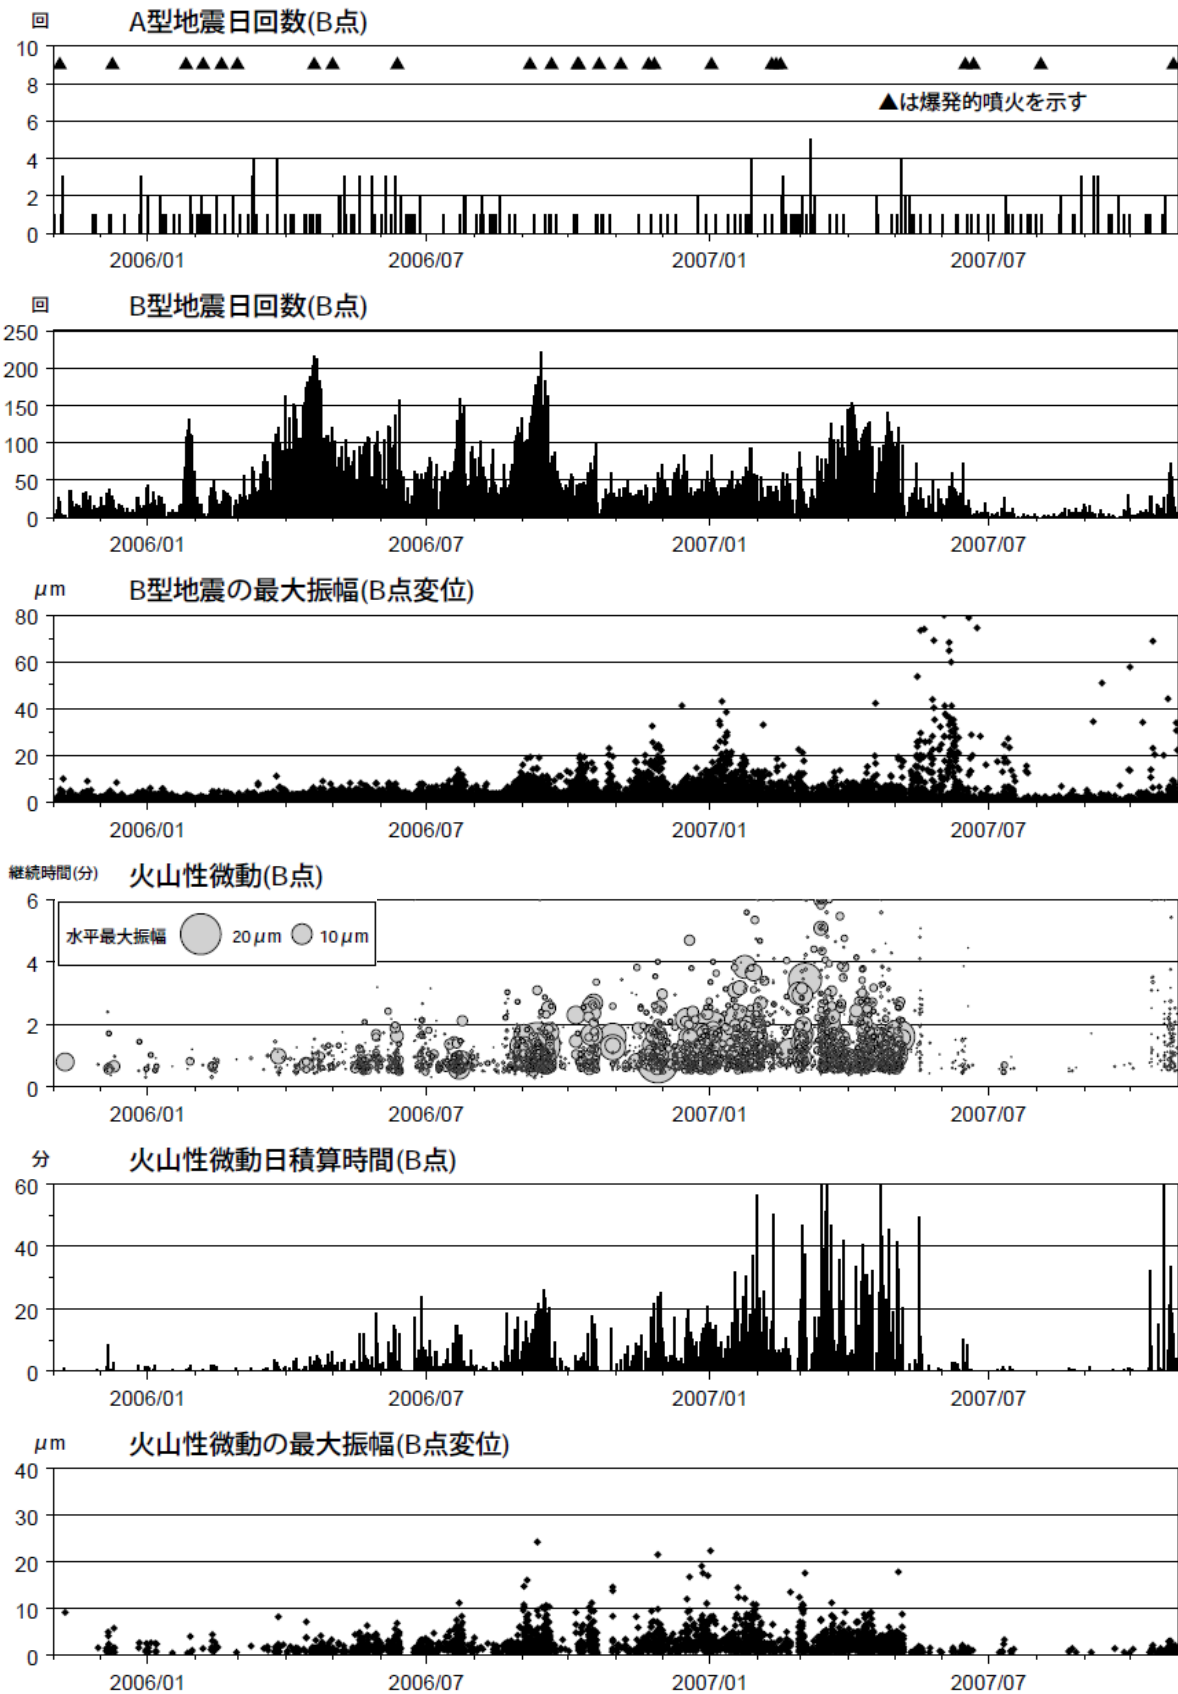 回 A型地震日回数(B点)
10
▲は爆発的噴火を示す
8
6
4
2
0
2006/01 2006/07 2007/01 2007/07
回 B型地震日回数(B点)
250
200
150
100
50
0
2006/01 2006/07 2007/01 2007/07
μm B型地震の最大振幅(B点変位)
80
60
40
20
0
2006/01 2006/07 2007/01 2007/07
継続時間(分) 火山性微動(B点)
6
水平最大振幅 20μm 10μm
4
2
0
2006/01 2006/07 2007/01 2007/07
分 火山性微動日積算時間(B点)
60
40
20
0
2006/01 2006/07 2007/01 2007/07
μm 火山性微動の最大振幅(B点変位)
40
30
20
10
0
2006/01 2006/07 2007/01 2007/07